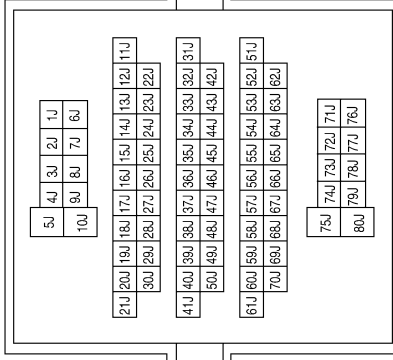 5J 4J 3J 2J 1J
10J 9J 8J 7J 6J
21J 20J 19J 18J 17J 16J 15J 14J 13J 12J 11J
30J 29J 28J 27J 26J 25J 24J 23J 22J
41J 40J 39J 38J 37J 36J 35J 34J 33J 32J 31J
50J 49J 48J 47J 46J 45J 44J 43J 42J
61J 60J 59J 58J 57J 56J 55J 54J 53J 52J 51J
70J 69J 68J 67J 66J 65J 64J 63J 62J
75J 74J 73J 72J 71J
80J 79J 78J 77J 76J